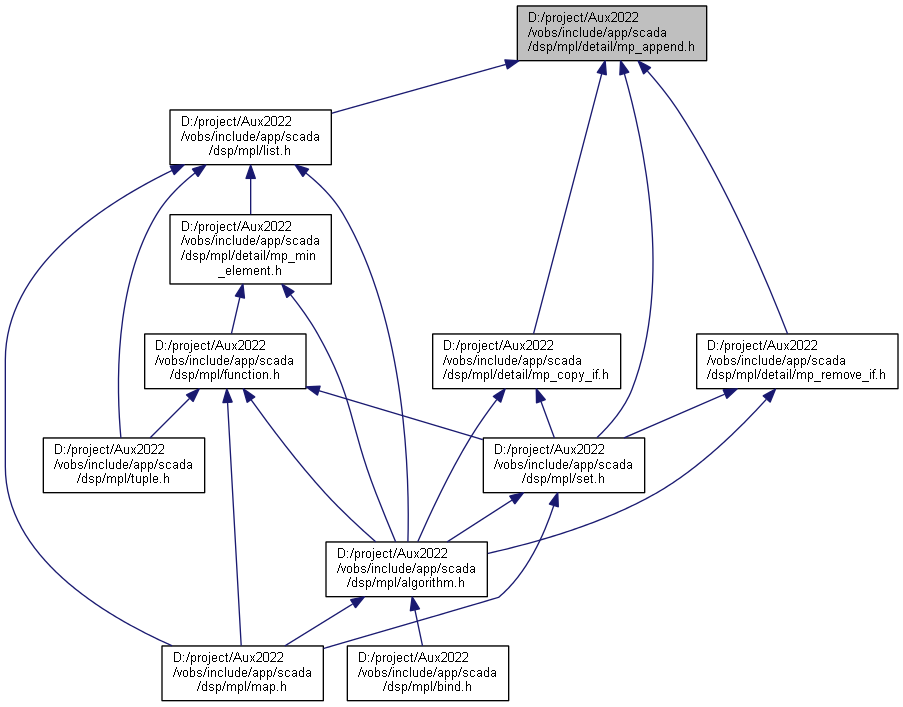 D:/project/Aux2022
/vobs/include/app/scada
/dsp/mpl/detail/mp_append.h
D:/project/Aux2022
/vobs/include/app/scada
/dsp/mpl/list.h
D:/project/Aux2022
/vobs/include/app/scada
/dsp/mpl/detail/mp_min
_element.h
D:/project/Aux2022
/vobs/include/app/scada
/dsp/mpl/function.h
D:/project/Aux2022
/vobs/include/app/scada
/dsp/mpl/detail/mp_copy_if.h
D:/project/Aux2022
/vobs/include/app/scada
/dsp/mpl/detail/mp_remove_if.h
D:/project/Aux2022
/vobs/include/app/scada
/dsp/mpl/tuple.h
D:/project/Aux2022
/vobs/include/app/scada
/dsp/mpl/set.h
D:/project/Aux2022
/vobs/include/app/scada
/dsp/mpl/algorithm.h
D:/project/Aux2022
/vobs/include/app/scada
/dsp/mpl/map.h
D:/project/Aux2022
/vobs/include/app/scada
/dsp/mpl/bind.h